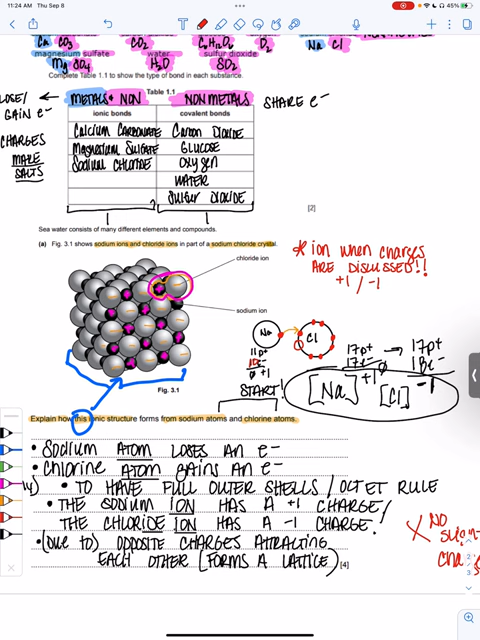 11:24 AM Thu Sep 8
45%
Ca CO3
CO2
C6H12O6
O2
Na Cl
magnesium sulfate
water
sulfur dioxide
Mg SO4
H2O
SO2
Complete Table 1.1 to show the type of bond in each substance.
Table 1.1
LOSE/
GAIN e-
METALS + NON
NON METALS
SHARE e-
ionic bonds
covalent bonds
CHARGES
MAKE
SALTS
CALCIUM CARBONATE
CARBON DIOXIDE
MAGNESIUM SULFATE
GLUCOSE
SODIUM CHLORIDE
OXYGEN
WATER
SULFUR DIOXIDE
[2]
Sea water consists of many different elements and compounds.
(a) Fig. 3.1 shows sodium ions and chloride ions in part of a sodium chloride crystal.
chloride ion
* ion when charges
ARE DISCUSSED!!
+1 / -1
sodium ion
Na
Cl
11p+
+1
17p+
17e-
17p+
18e-
START!
[Na]+1
[Cl]-1
Fig. 3.1
Explain how this ionic structure forms from sodium atoms and chlorine atoms.
• SODIUM ATOM LOSES AN e-
• CHLORINE ATOM GAINS AN e-
• TO HAVE FULL OUTER SHELLS / OCTET RULE
• THE SODIUM ION HAS A +1 CHARGE/
THE CHLORIDE ION HAS A -1 CHARGE!
• (DUE TO) OPPOSITE CHARGES ATTRACTING
EACH OTHER (FORMS A LATTICE)
[4]
X NO